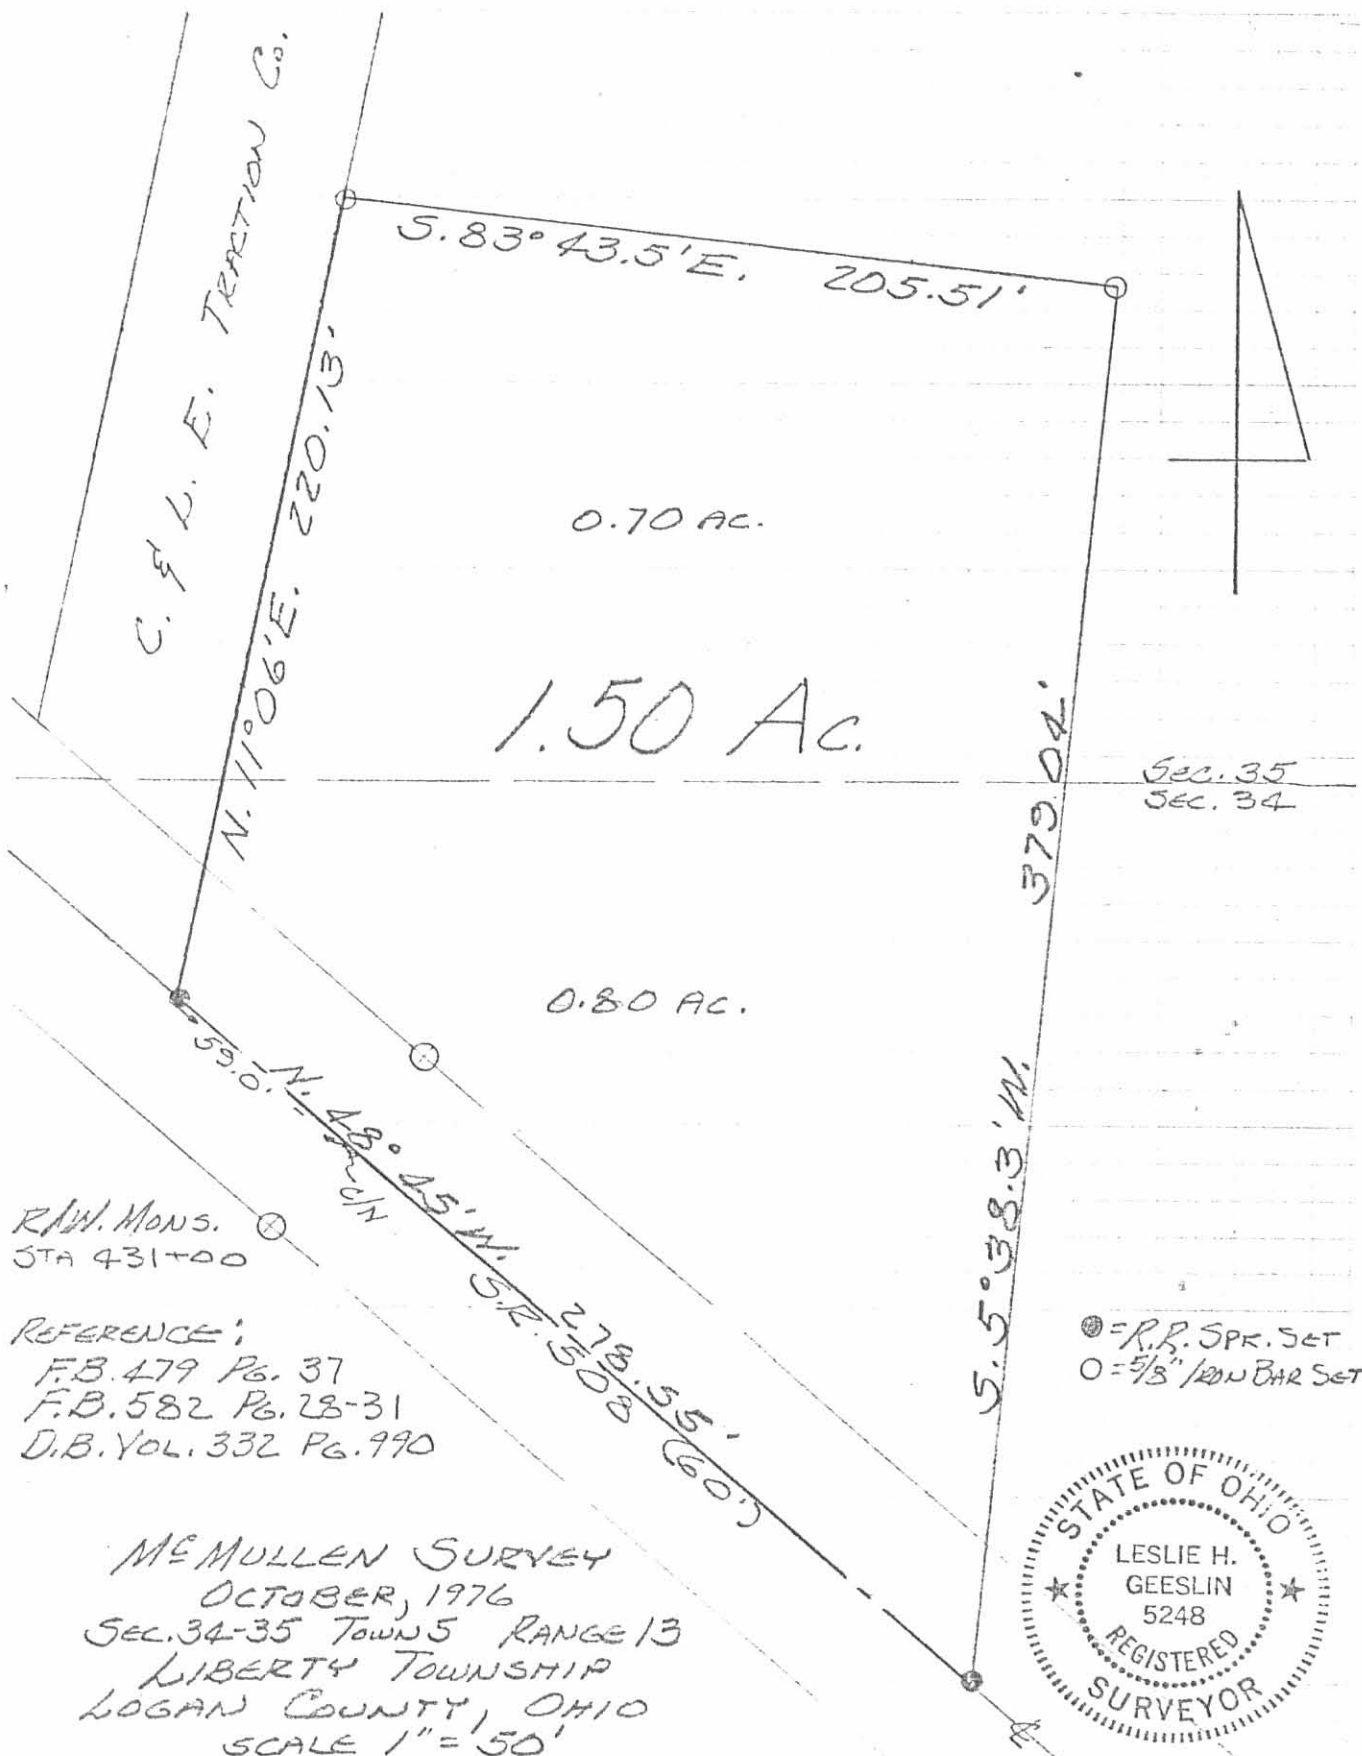 C. & L. E. TRACTION CO.
S. 83° 43.5' E. 205.51'
N. 11° 06' E. 220.13'
0.70 AC.
1.50 Ac.
379.04'
S. 5° 38.3' W.
SEC. 35
SEC. 34
0.80 AC.
59.0'
N. 48° 45' W. 278.55'
S.R. 508 (60')
R/W. MONS.
STA 431+00
REFERENCE:
F.B. 479 PG. 37
F.B. 582 PG. 28-31
D.B. VOL. 332 PG. 990
= R.R. SPK. SET
O = 5/8" IRON BAR SET
McMULLEN SURVEY
OCTOBER, 1976
SEC. 34-35 TOWN 5 RANGE 13
LIBERTY TOWNSHIP
LOGAN COUNTY, OHIO
SCALE 1" = 50'
STATE OF OHIO
LESLIE H.
GEESLIN
5248
REGISTERED
SURVEYOR